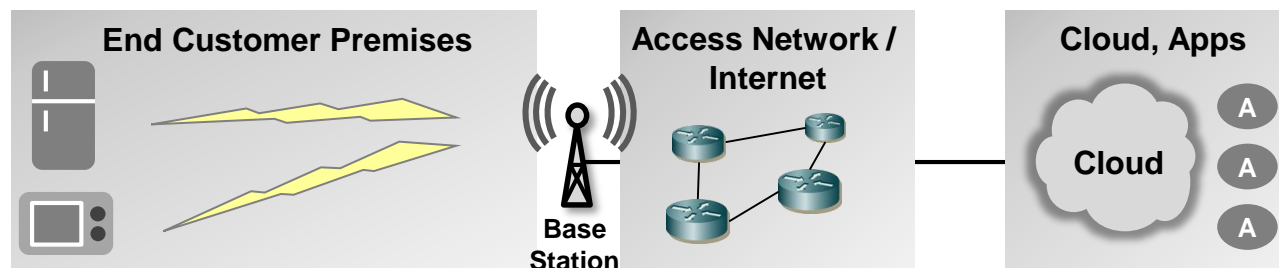 End Customer Premises
Base
Station
Access Network /
Internet
Cloud, Apps
Cloud
A
A
A